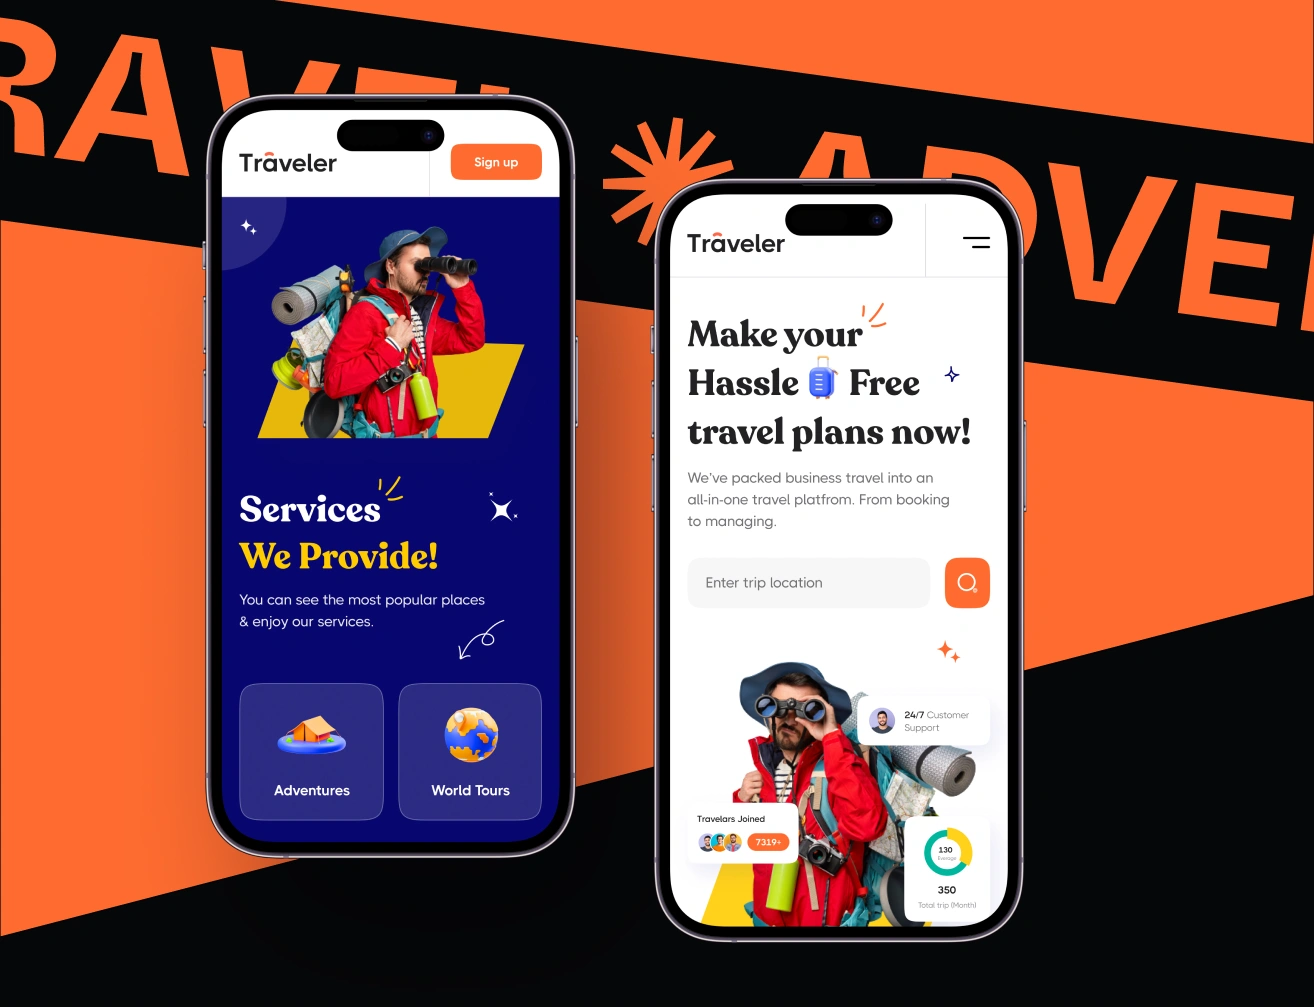 RAVEL
ADVE
Traveler
Sign up
Services
We Provide!
You can see the most popular places
& enjoy our services.
Adventures
World Tours
Traveler
Make your
Hassle Free
travel plans now!
We've packed business travel into an
all-in-one travel platfrom. From booking
to managing.
Enter trip location
24/7 Customer
Support
Travelars Joined
7319+
130
350
Total trip (Month)